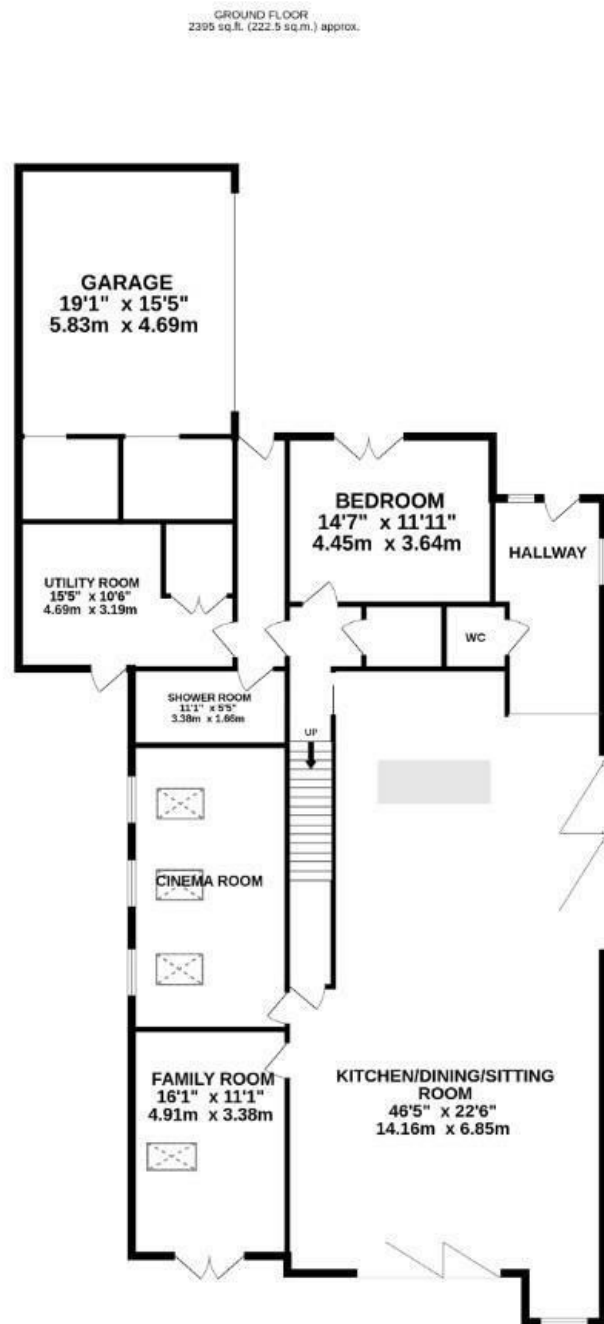 GROUND FLOOR
2395 sq.ft. (222.5 sq.m.) approx.
GARAGE
19'1" x 15'5"
5.83m x 4.69m
BEDROOM
14'7" x 11'11"
4.45m x 3.64m
HALLWAY
UTILITY ROOM
15'5" x 10'6"
4.69m x 3.19m
WC
SHOWER ROOM
11'1" x 5'5"
3.38m x 1.66m
UP
CINEMA ROOM
FAMILY ROOM
16'1" x 11'1"
4.91m x 3.38m
KITCHEN/DINING/SITTING
ROOM
46'5" x 22'6"
14.16m x 6.85m